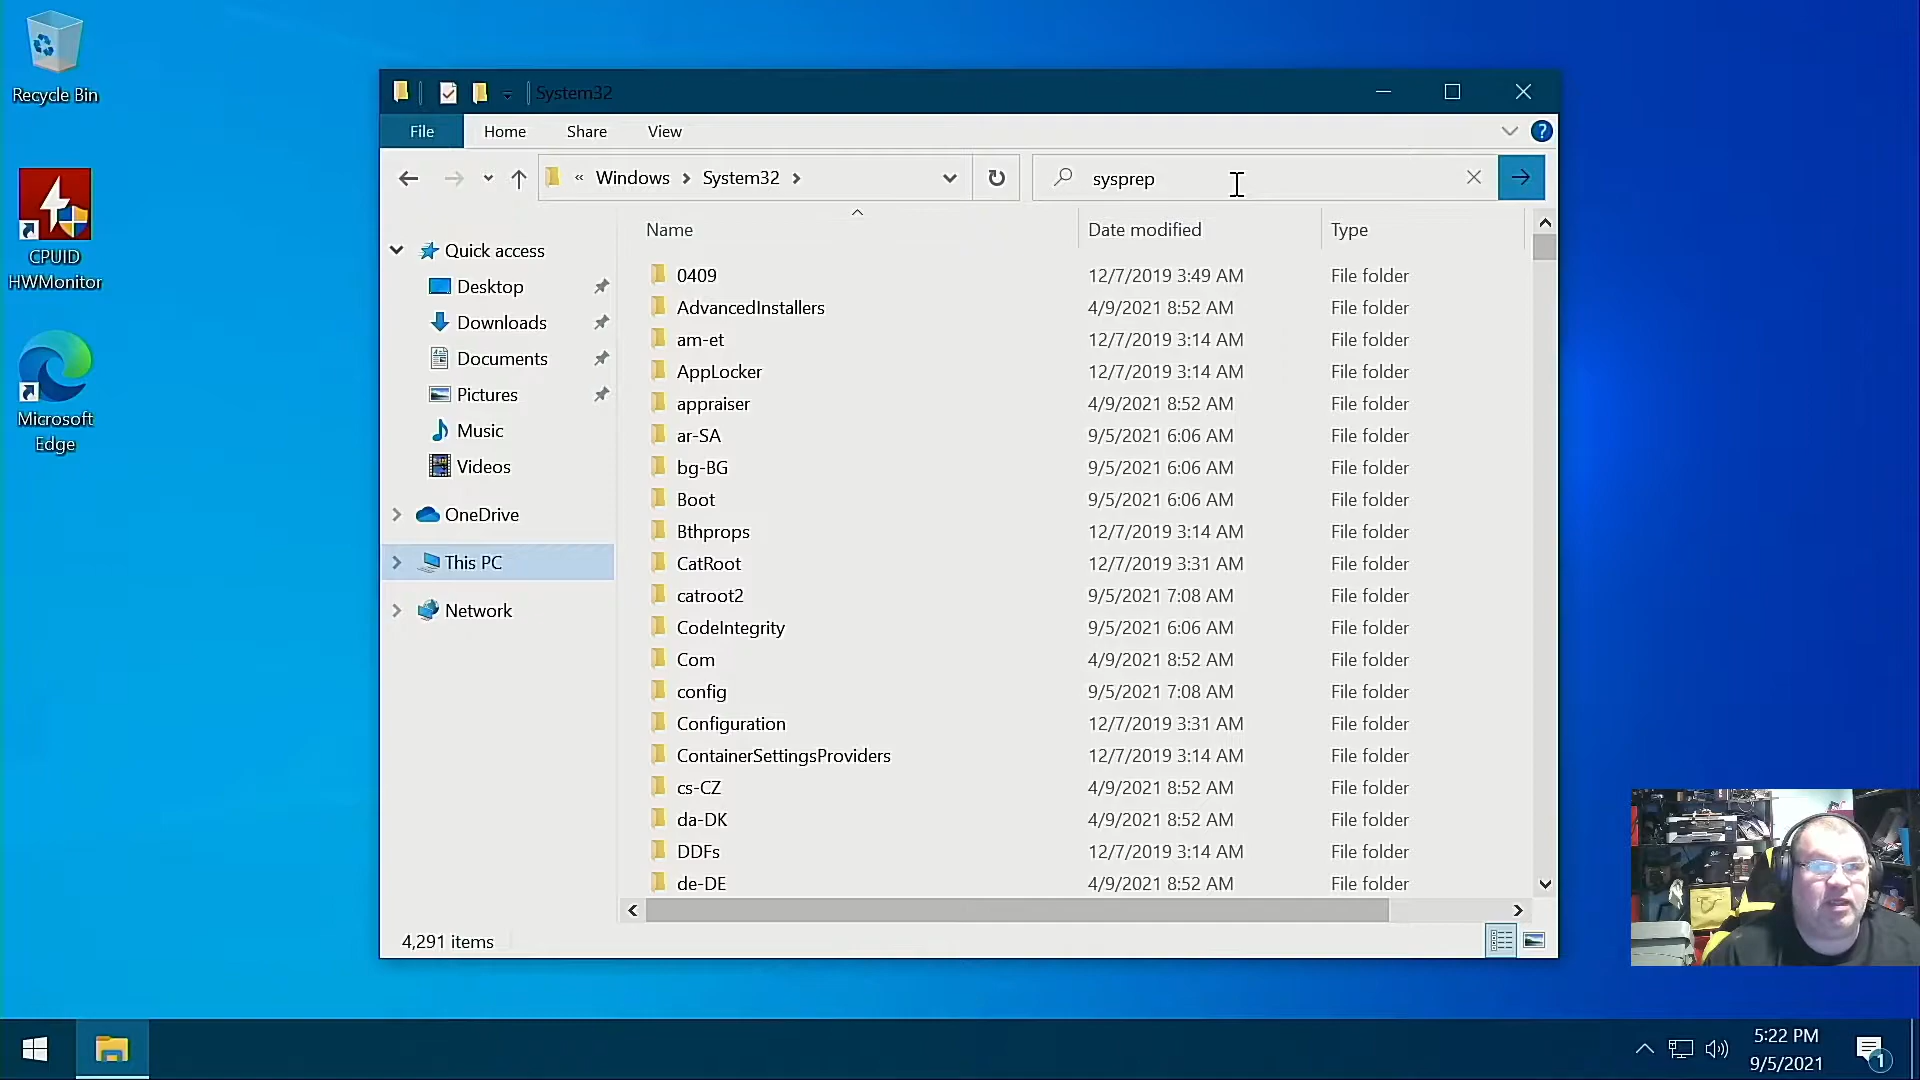 Recycle Bin
CPUID
HWMonitor
Microsoft
Edge
System32
File
Home
Share
View
?
« Windows > System32 >
sysprep
Name
Date modified
Type
Quick access
Desktop
Downloads
Documents
Pictures
Music
Videos
OneDrive
This PC
Network
0409 12/7/2019 3:49 AM File folder
AdvancedInstallers 4/9/2021 8:52 AM File folder
am-et 12/7/2019 3:14 AM File folder
AppLocker 12/7/2019 3:14 AM File folder
appraiser 4/9/2021 8:52 AM File folder
ar-SA 9/5/2021 6:06 AM File folder
bg-BG 9/5/2021 6:06 AM File folder
Boot 9/5/2021 6:06 AM File folder
Bthprops 12/7/2019 3:14 AM File folder
CatRoot 12/7/2019 3:31 AM File folder
catroot2 9/5/2021 7:08 AM File folder
CodeIntegrity 9/5/2021 6:06 AM File folder
Com 4/9/2021 8:52 AM File folder
config 9/5/2021 7:08 AM File folder
Configuration 12/7/2019 3:31 AM File folder
ContainerSettingsProviders 12/7/2019 3:14 AM File folder
cs-CZ 4/9/2021 8:52 AM File folder
da-DK 4/9/2021 8:52 AM File folder
DDFs 12/7/2019 3:14 AM File folder
de-DE 4/9/2021 8:52 AM File folder
4,291 items
5:22 PM
9/5/2021
1